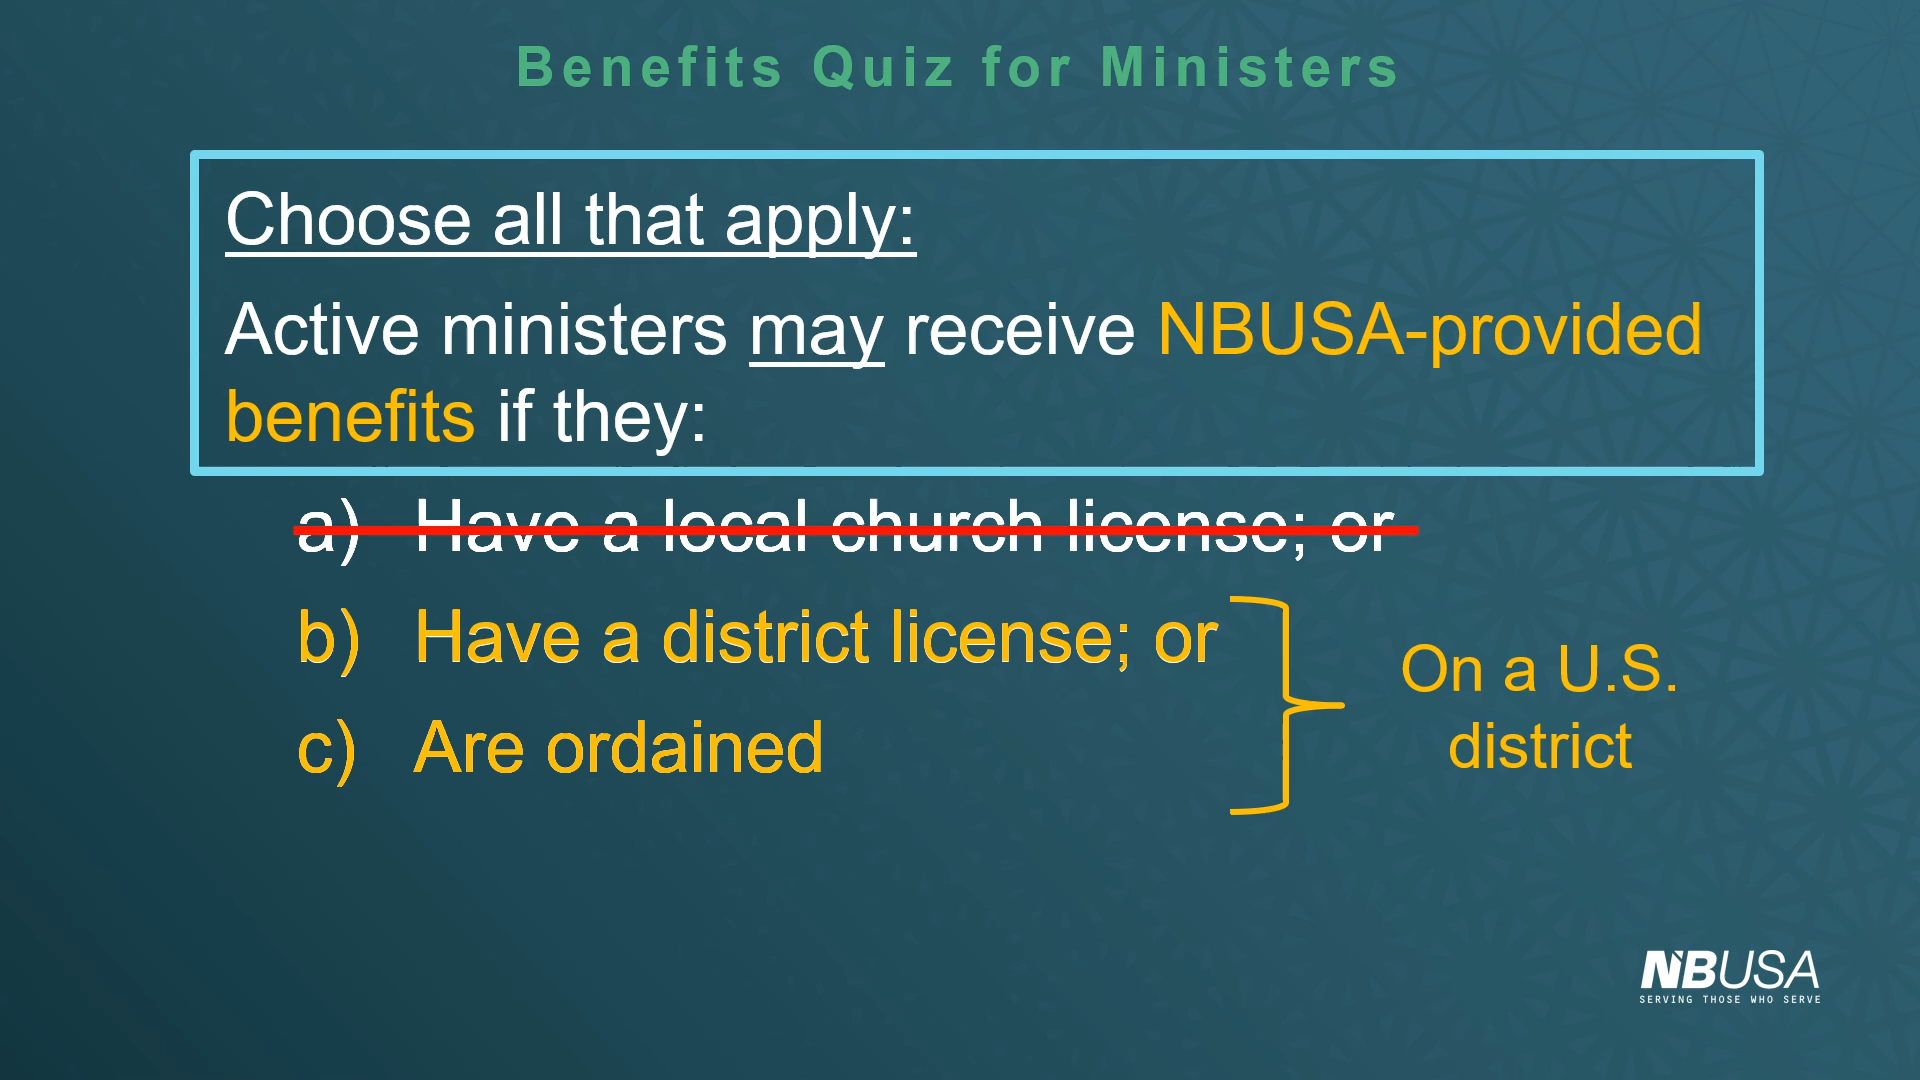 Benefits Quiz for Ministers
Choose all that apply:
Active ministers may receive NBUSA-provided
benefits if they:
a) Have a local church license; or
b) Have a district license; or
c) Are ordained
On a U.S.
district
NBUSA
SERVING THOSE WHO SERVE